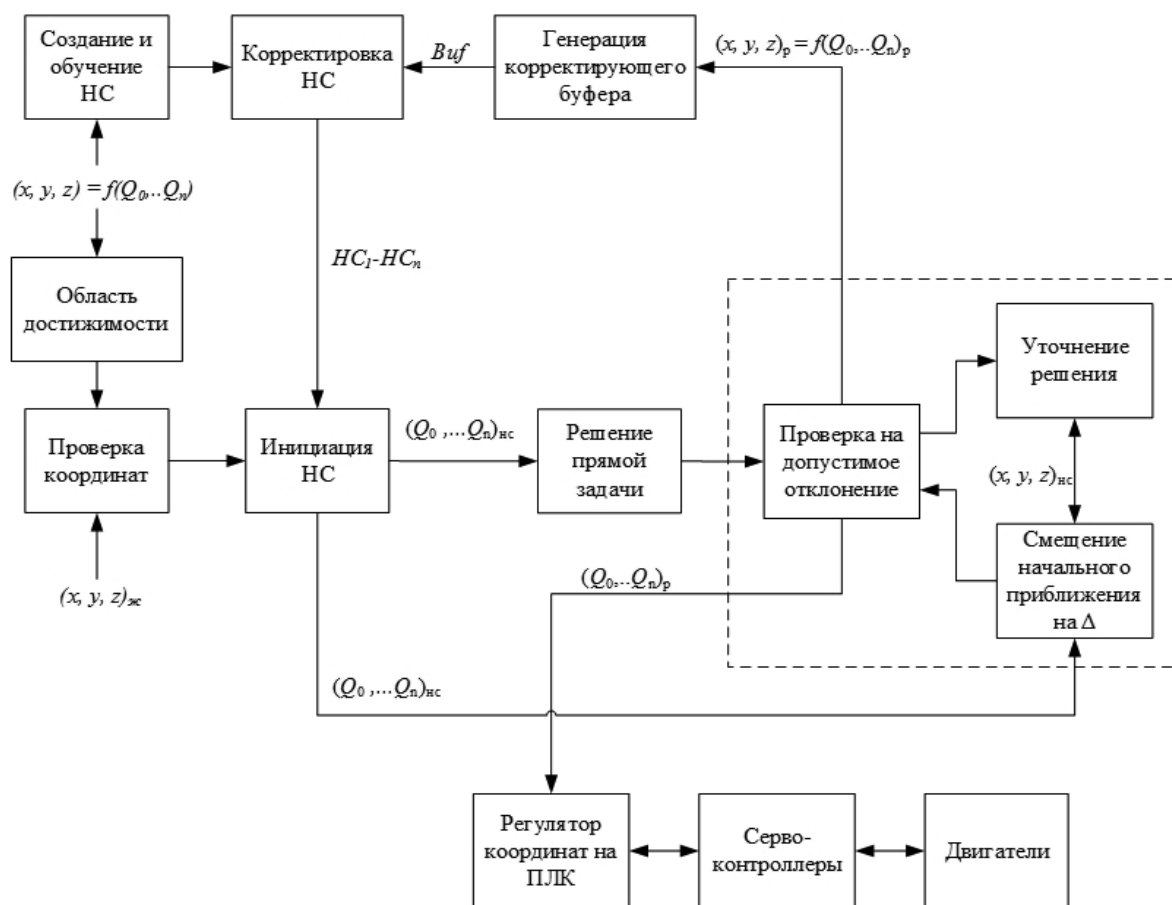 Создание и
обучение
НС
Корректировка
НС
Buf
Генерация
корректирующего
буфера
(x, y, z)р = f(Q0,..Qn)р
(x, y, z) = f(Q0,..Qn)
НС1-НСn
Область
достижимости
Уточнение
решения
Проверка
координат
Инициация
НС
(Q0 ,...Qn)нс
Решение
прямой
задачи
Проверка на
допустимое
отклонение
(x, y, z)нс
Смещение
начального
приближения
на Δ
(x, y, z)ж
(Q0,..Qn)р
(Q0 ,...Qn)нс
Регулятор
координат на
ПЛК
Серво-
контроллеры
Двигатели